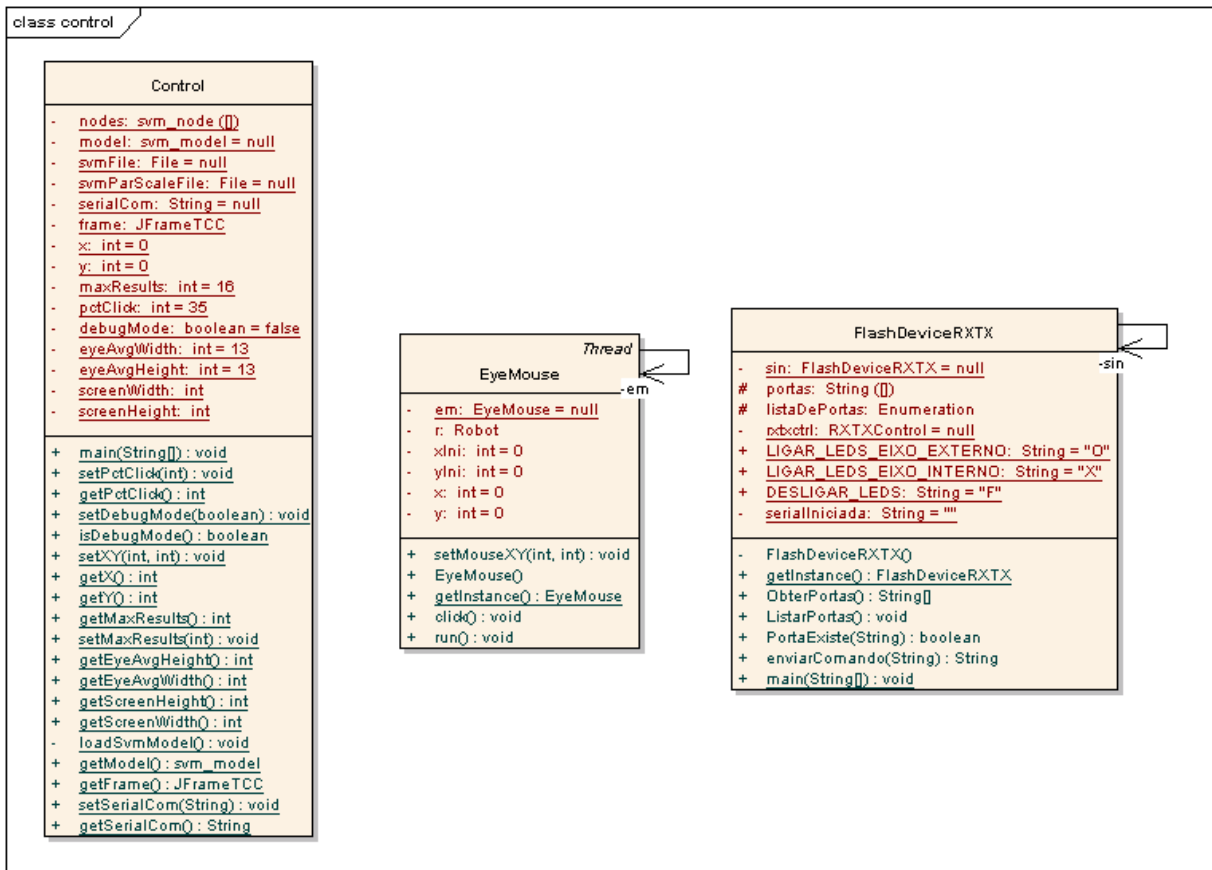 class control
Control
- nodes: svm_node ([])
- model: svm_model = null
- svmFile: File = null
- svmParScaleFile: File = null
- serialCom: String = null
- frame: JFrameTCC
- x: int = 0
- y: int = 0
- maxResults: int = 16
- pctClick: int = 35
- debugMode: boolean = false
- eyeAvgWidth: int = 13
- eyeAvgHeight: int = 13
- screenWidth: int
- screenHeight: int
+ main(String[]) : void
+ setPctClick(int) : void
+ getPctClick() : int
+ setDebugMode(boolean) : void
+ isDebugMode() : boolean
+ setXY(int, int) : void
+ getX() : int
+ getY() : int
+ getMaxResults() : int
+ setMaxResults(int) : void
+ getEyeAvgHeight() : int
+ getEyeAvgWidth() : int
+ getScreenHeight() : int
+ getScreenWidth() : int
- loadSvmModel() : void
+ getModel() : svm_model
+ getFrame() : JFrameTCC
+ setSerialCom(String) : void
+ getSerialCom() : String
Thread
EyeMouse
-em
- em: EyeMouse = null
- r: Robot
- xIni: int = 0
- yIni: int = 0
- x: int = 0
- y: int = 0
+ setMouseXY(int, int) : void
+ EyeMouse()
+ getInstance() : EyeMouse
+ click() : void
+ run() : void
FlashDeviceRXTX
-sin
- sin: FlashDeviceRXTX = null
# portas: String ([])
# listaDePortas: Enumeration
- rxtxctrl: RXTXControl = null
+ LIGAR_LEDS_EIXO_EXTERNO: String = "O"
+ LIGAR_LEDS_EIXO_INTERNO: String = "X"
+ DESLIGAR_LEDS: String = "F"
- serialIniciada: String = ""
- FlashDeviceRXTX()
+ getInstance() : FlashDeviceRXTX
+ ObterPortas() : String[]
+ ListarPortas() : void
+ PortaExiste(String) : boolean
+ enviarComando(String) : String
+ main(String[]) : void